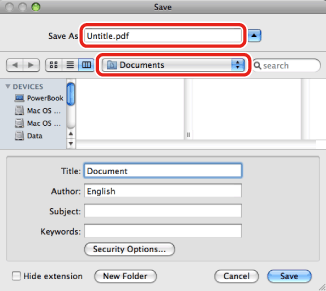 Save
Save As: Untitle.pdf
Documents
search
DEVICES
PowerBook
Mac OS ...
Mac OS ...
Data
Title: Document
Author: English
Subject:
Keywords:
Security Options...
Hide extension
New Folder
Cancel
Save